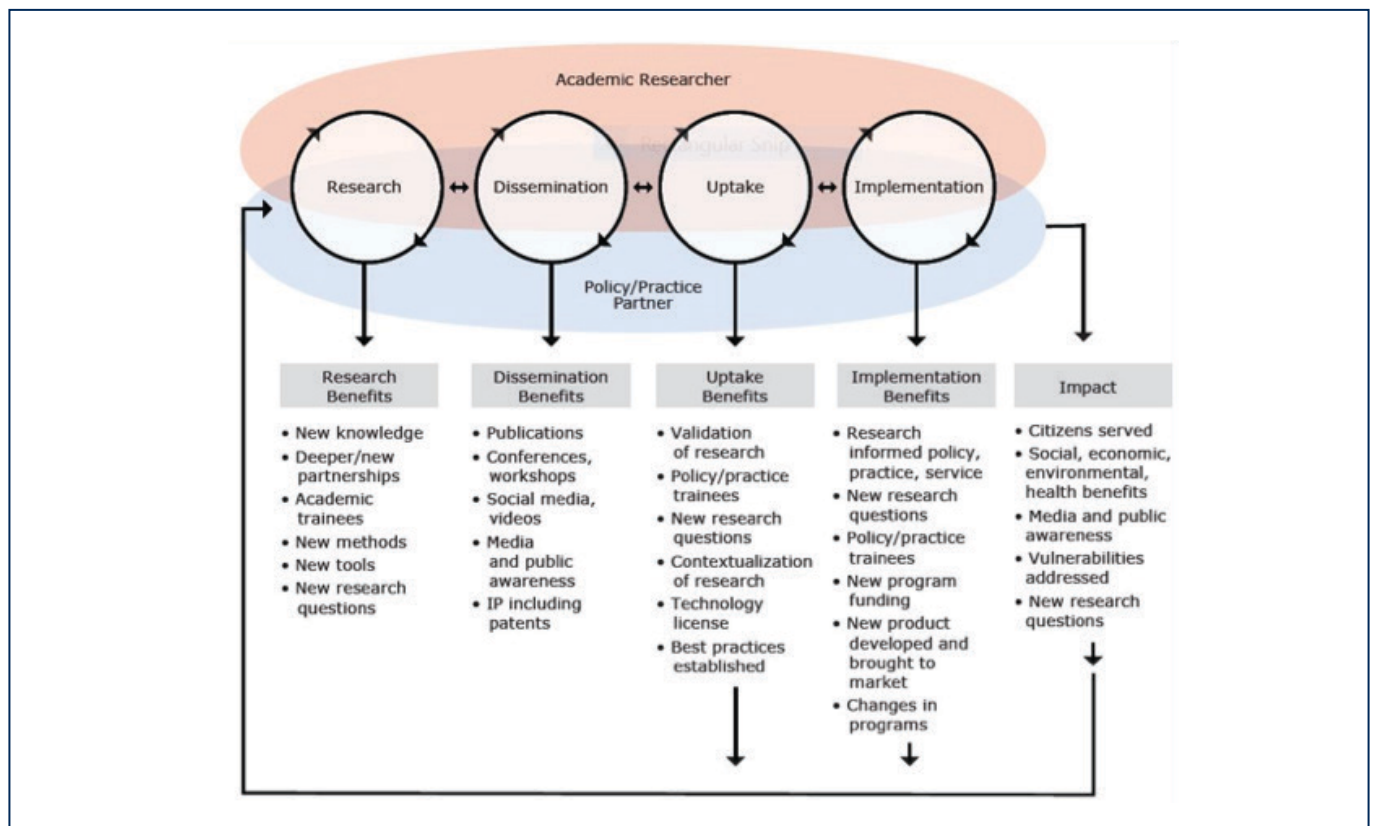 Academic Researcher
Rectangular Snip
Research
Dissemination
Uptake
Implementation
Policy/Practice
Partner
Research
Benefits
• New knowledge
• Deeper/new
partnerships
• Academic
trainees
• New methods
• New tools
• New research
questions
Dissemination
Benefits
• Publications
• Conferences,
workshops
• Social media,
videos
• Media
and public
awareness
• IP including
patents
Uptake
Benefits
• Validation
of research
• Policy/practice
trainees
• New research
questions
• Contextualization
of research
• Technology
license
• Best practices
established
Implementation
Benefits
• Research
informed policy,
practice, service
• New research
questions
• Policy/practice
trainees
• New program
funding
• New product
developed and
brought to
market
• Changes in
programs
Impact
• Citizens served
• Social, economic,
environmental,
health benefits
• Media and public
awareness
• Vulnerabilities
addressed
• New research
questions